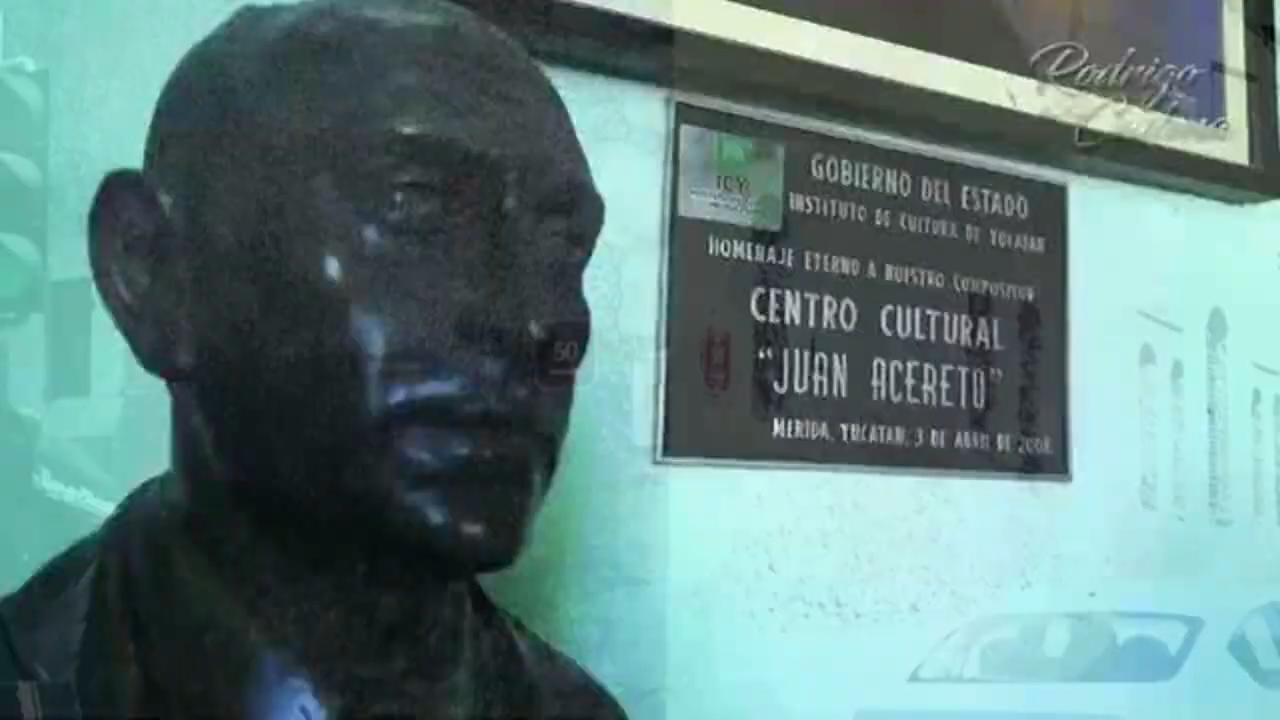 Rodrigo
ICY
GOBIERNO DEL ESTADO
INSTITUTO DE CULTURA DE YUCATAN
HOMENAJE ETERNO A NUESTRO COMPOSITOR
CENTRO CULTURAL
"JUAN ACERETO"
MERIDA, YUCATAN, 3 DE ABRIL DE 2008
50